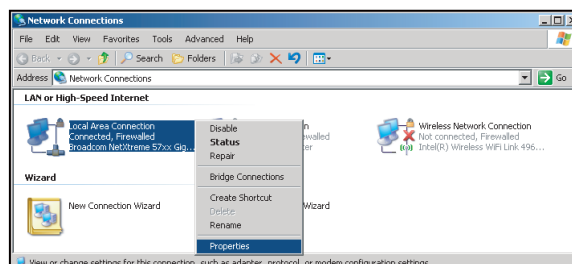 Network Connections
File Edit View Favorites Tools Advanced Help
Back Search Folders
Address Network Connections Go
LAN or High-Speed Internet
Local Area Connection
Connected, Firewalled
Broadcom NetXtreme 57xx Gig...
Disable
Status
Repair
Bridge Connections
Create Shortcut
Delete
Rename
Properties
Wireless Network Connection
Not connected, Firewalled
Intel(R) Wireless WiFi Link 496...
Wizard
New Connection Wizard
Wizard
View or change settings for this connection, such as adapter, protocol, or modem configuration settings.